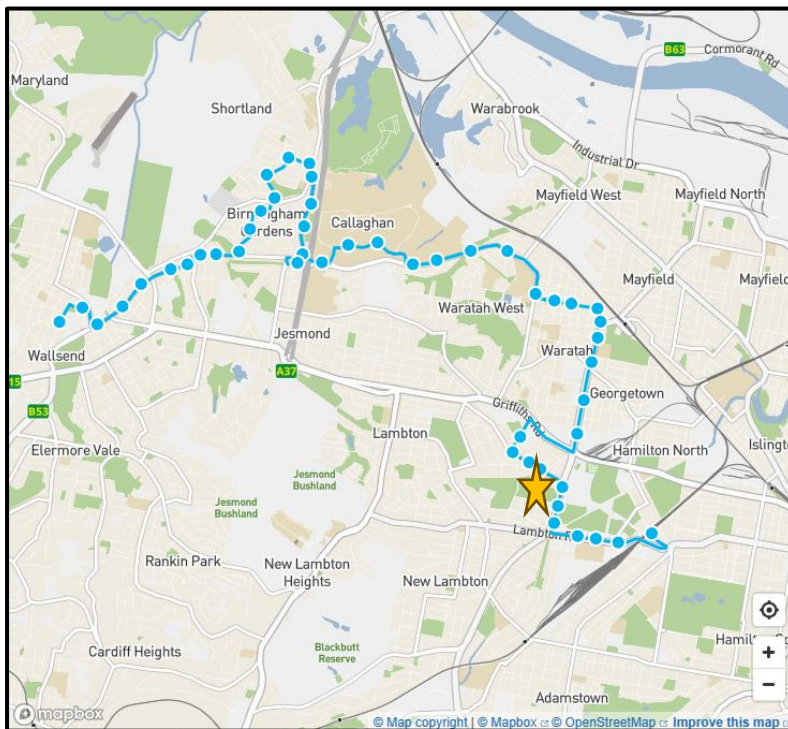 B63
Cormorant Rd
Maryland
Shortland
Warabrook
Industrial Dr
Mayfield West
Mayfield North
Birmingham
Gardens
Callaghan
Mayfield
Mayfield
Waratah West
Jesmond
Waratah
Wallsend
A37
15
B53
Georgetown
Griffiths Rd
Lambton
Hamilton North
Islingto
Elermore Vale
Jesmond
Bushland
Jesmond
Bushland
Lambton R
Rankin Park
New Lambton
Heights
New Lambton
Blackbutt
Reserve
Cardiff Heights
Hamilton So
Adamstown
+
−
mapbox
© Map copyright | © Mapbox © OpenStreetMap Improve this map